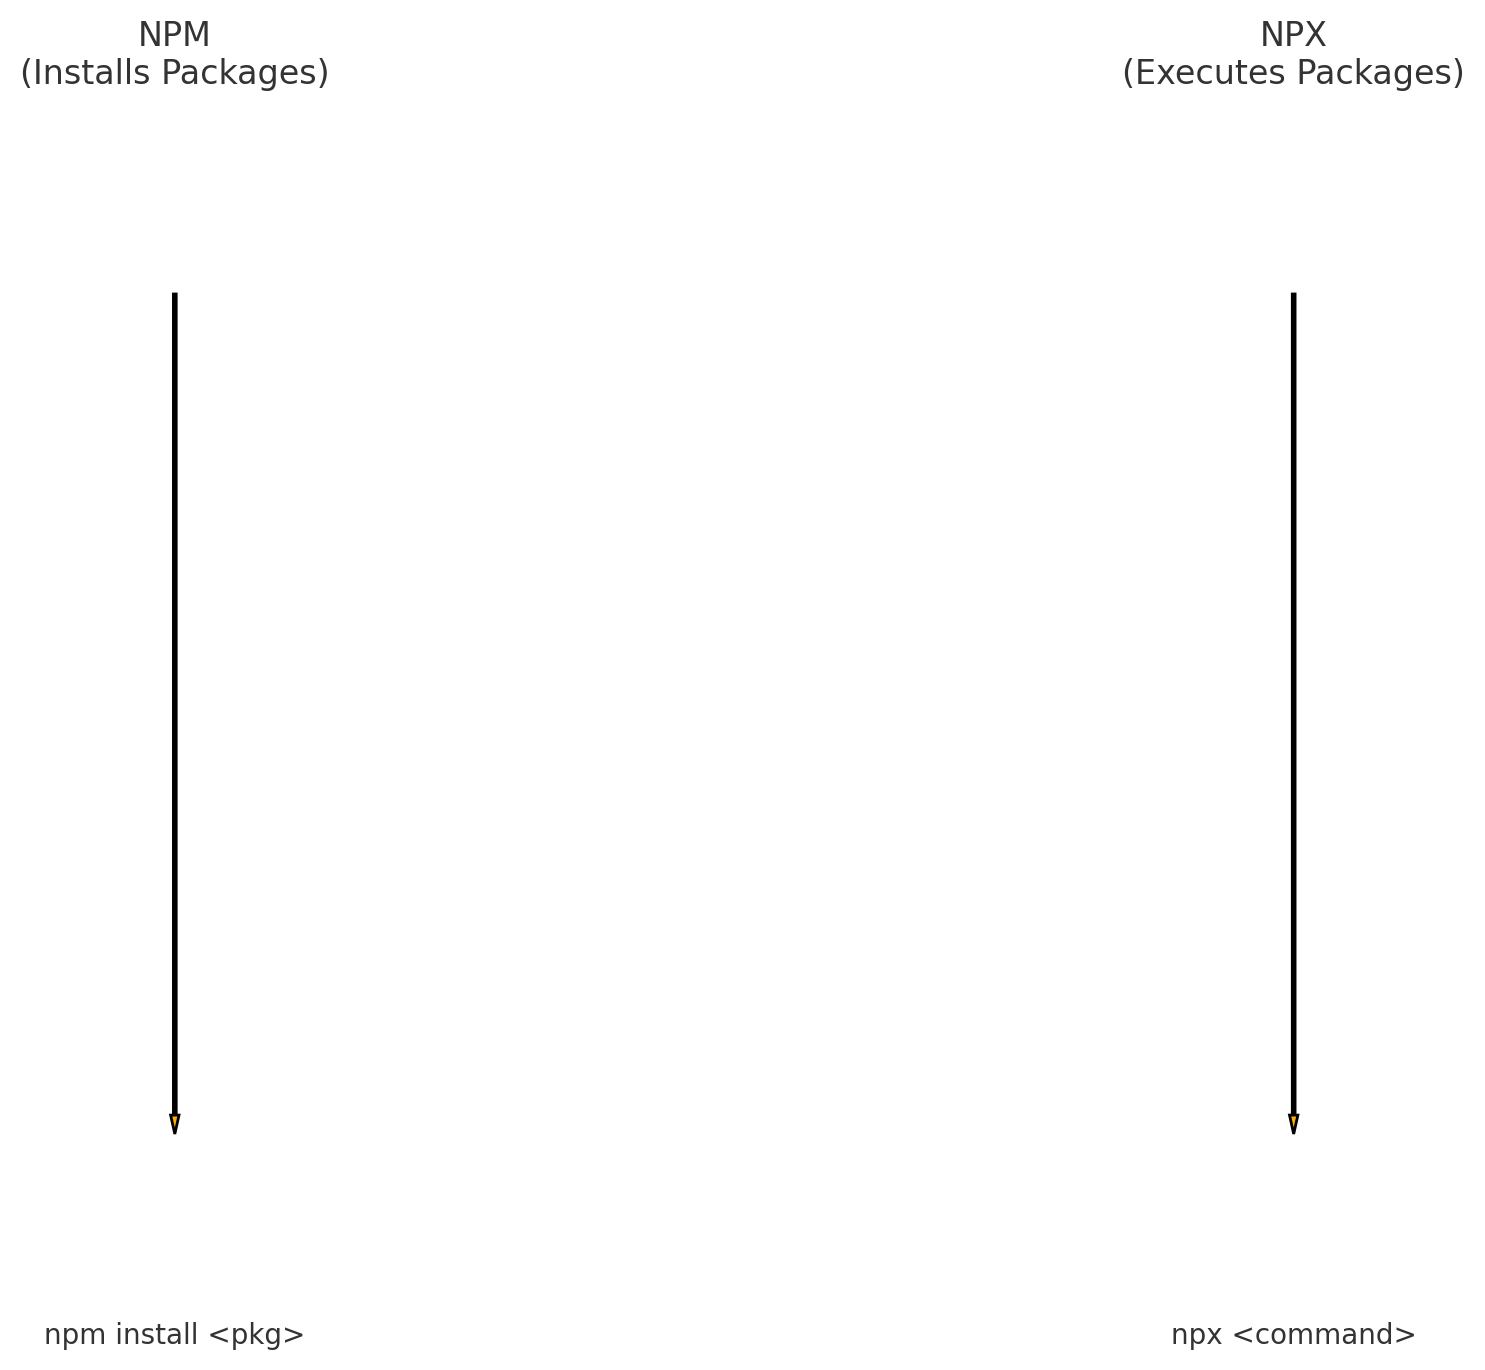 NPM
(Installs Packages)
NPX
(Executes Packages)
npm install <pkg>
npx <command>